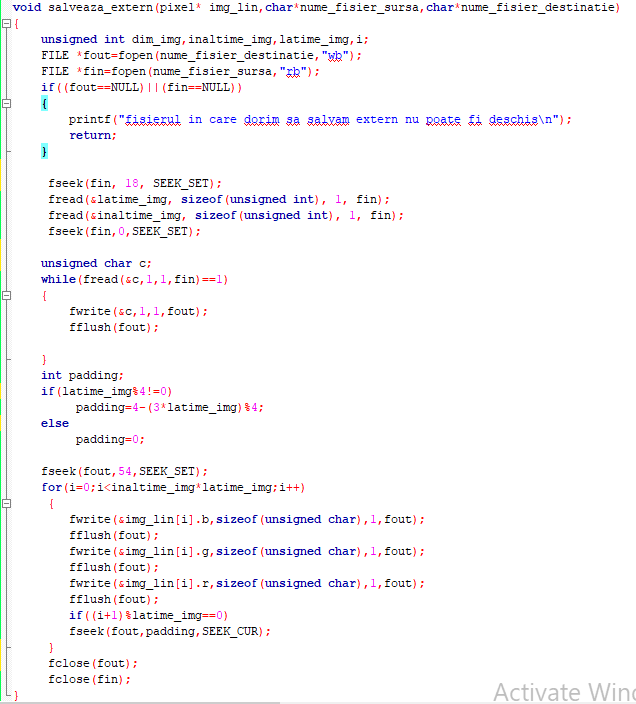 void salveaza_extern(pixel* img_lin,char*nume_fisier_sursa,char*nume_fisier_destinatie)
{
    unsigned int dim_img,inaltime_img,latime_img,i;
    FILE *fout=fopen(nume_fisier_destinatie,"wb");
    FILE *fin=fopen(nume_fisier_sursa,"rb");
    if((fout==NULL)||(fin==NULL))
    {
        printf("fisierul in care dorim sa salvam extern nu poate fi deschis\n");
        return;
    }
     fseek(fin, 18, SEEK_SET);
     fread(&latime_img, sizeof(unsigned int), 1, fin);
     fread(&inaltime_img, sizeof(unsigned int), 1, fin);
     fseek(fin,0,SEEK_SET);
    unsigned char c;
    while(fread(&c,1,1,fin)==1)
    {
        fwrite(&c,1,1,fout);
        fflush(fout);
    }
    int padding;
    if(latime_img%4!=0)
         padding=4-(3*latime_img)%4;
    else
         padding=0;
    fseek(fout,54,SEEK_SET);
    for(i=0;i<inaltime_img*latime_img;i++)
     {
        fwrite(&img_lin[i].b,sizeof(unsigned char),1,fout);
        fflush(fout);
        fwrite(&img_lin[i].g,sizeof(unsigned char),1,fout);
        fflush(fout);
        fwrite(&img_lin[i].r,sizeof(unsigned char),1,fout);
        fflush(fout);
        if((i+1)%latime_img==0)
        fseek(fout,padding,SEEK_CUR);
     }
     fclose(fout);
     fclose(fin);
}
Activate Wind